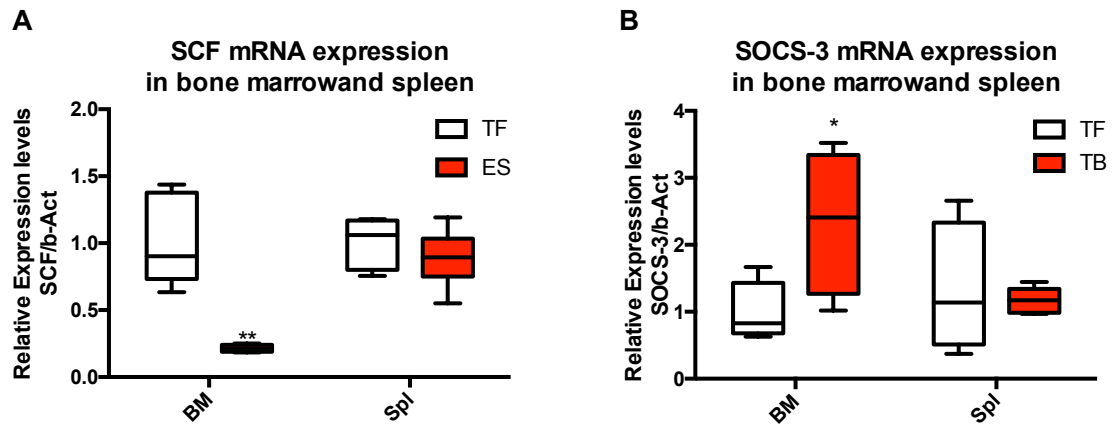 A
SCF mRNA expression
in bone marrowand spleen
Relative Expression levels
SCF/b-Act
2.0
1.5
1.0
0.5
0.0
TF
ES
**
BM
Spl
B
SOCS-3 mRNA expression
in bone marrowand spleen
Relative Expression levels
SOCS-3/b-Act
4
3
2
1
0
TF
TB
*
BM
Spl